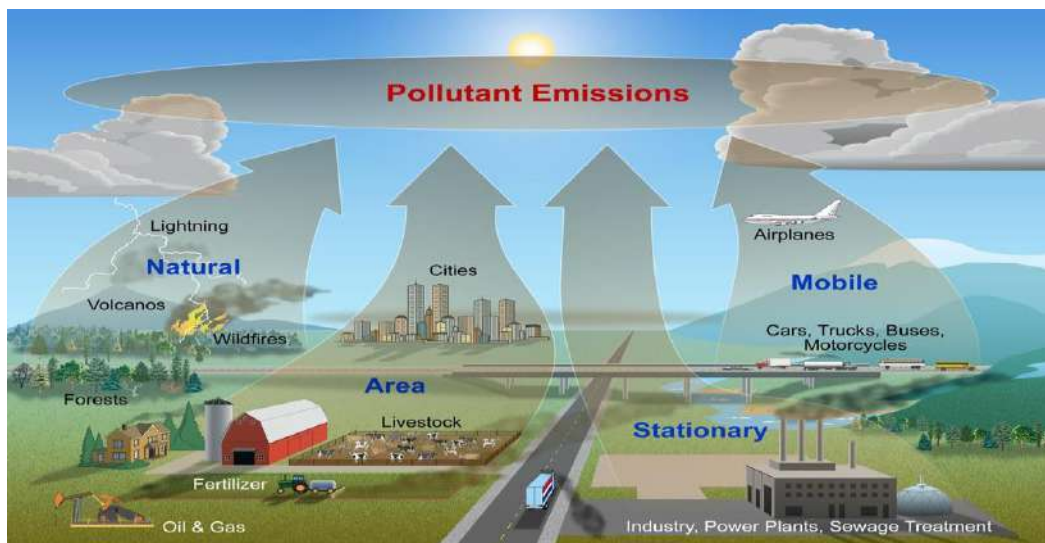 Pollutant Emissions
Lightning
Natural
Volcanos
Wildfires
Cities
Airplanes
Mobile
Cars, Trucks, Buses,
Motorcycles
Forests
Area
Livestock
Stationary
Fertilizer
Oil & Gas
Industry, Power Plants, Sewage Treatment